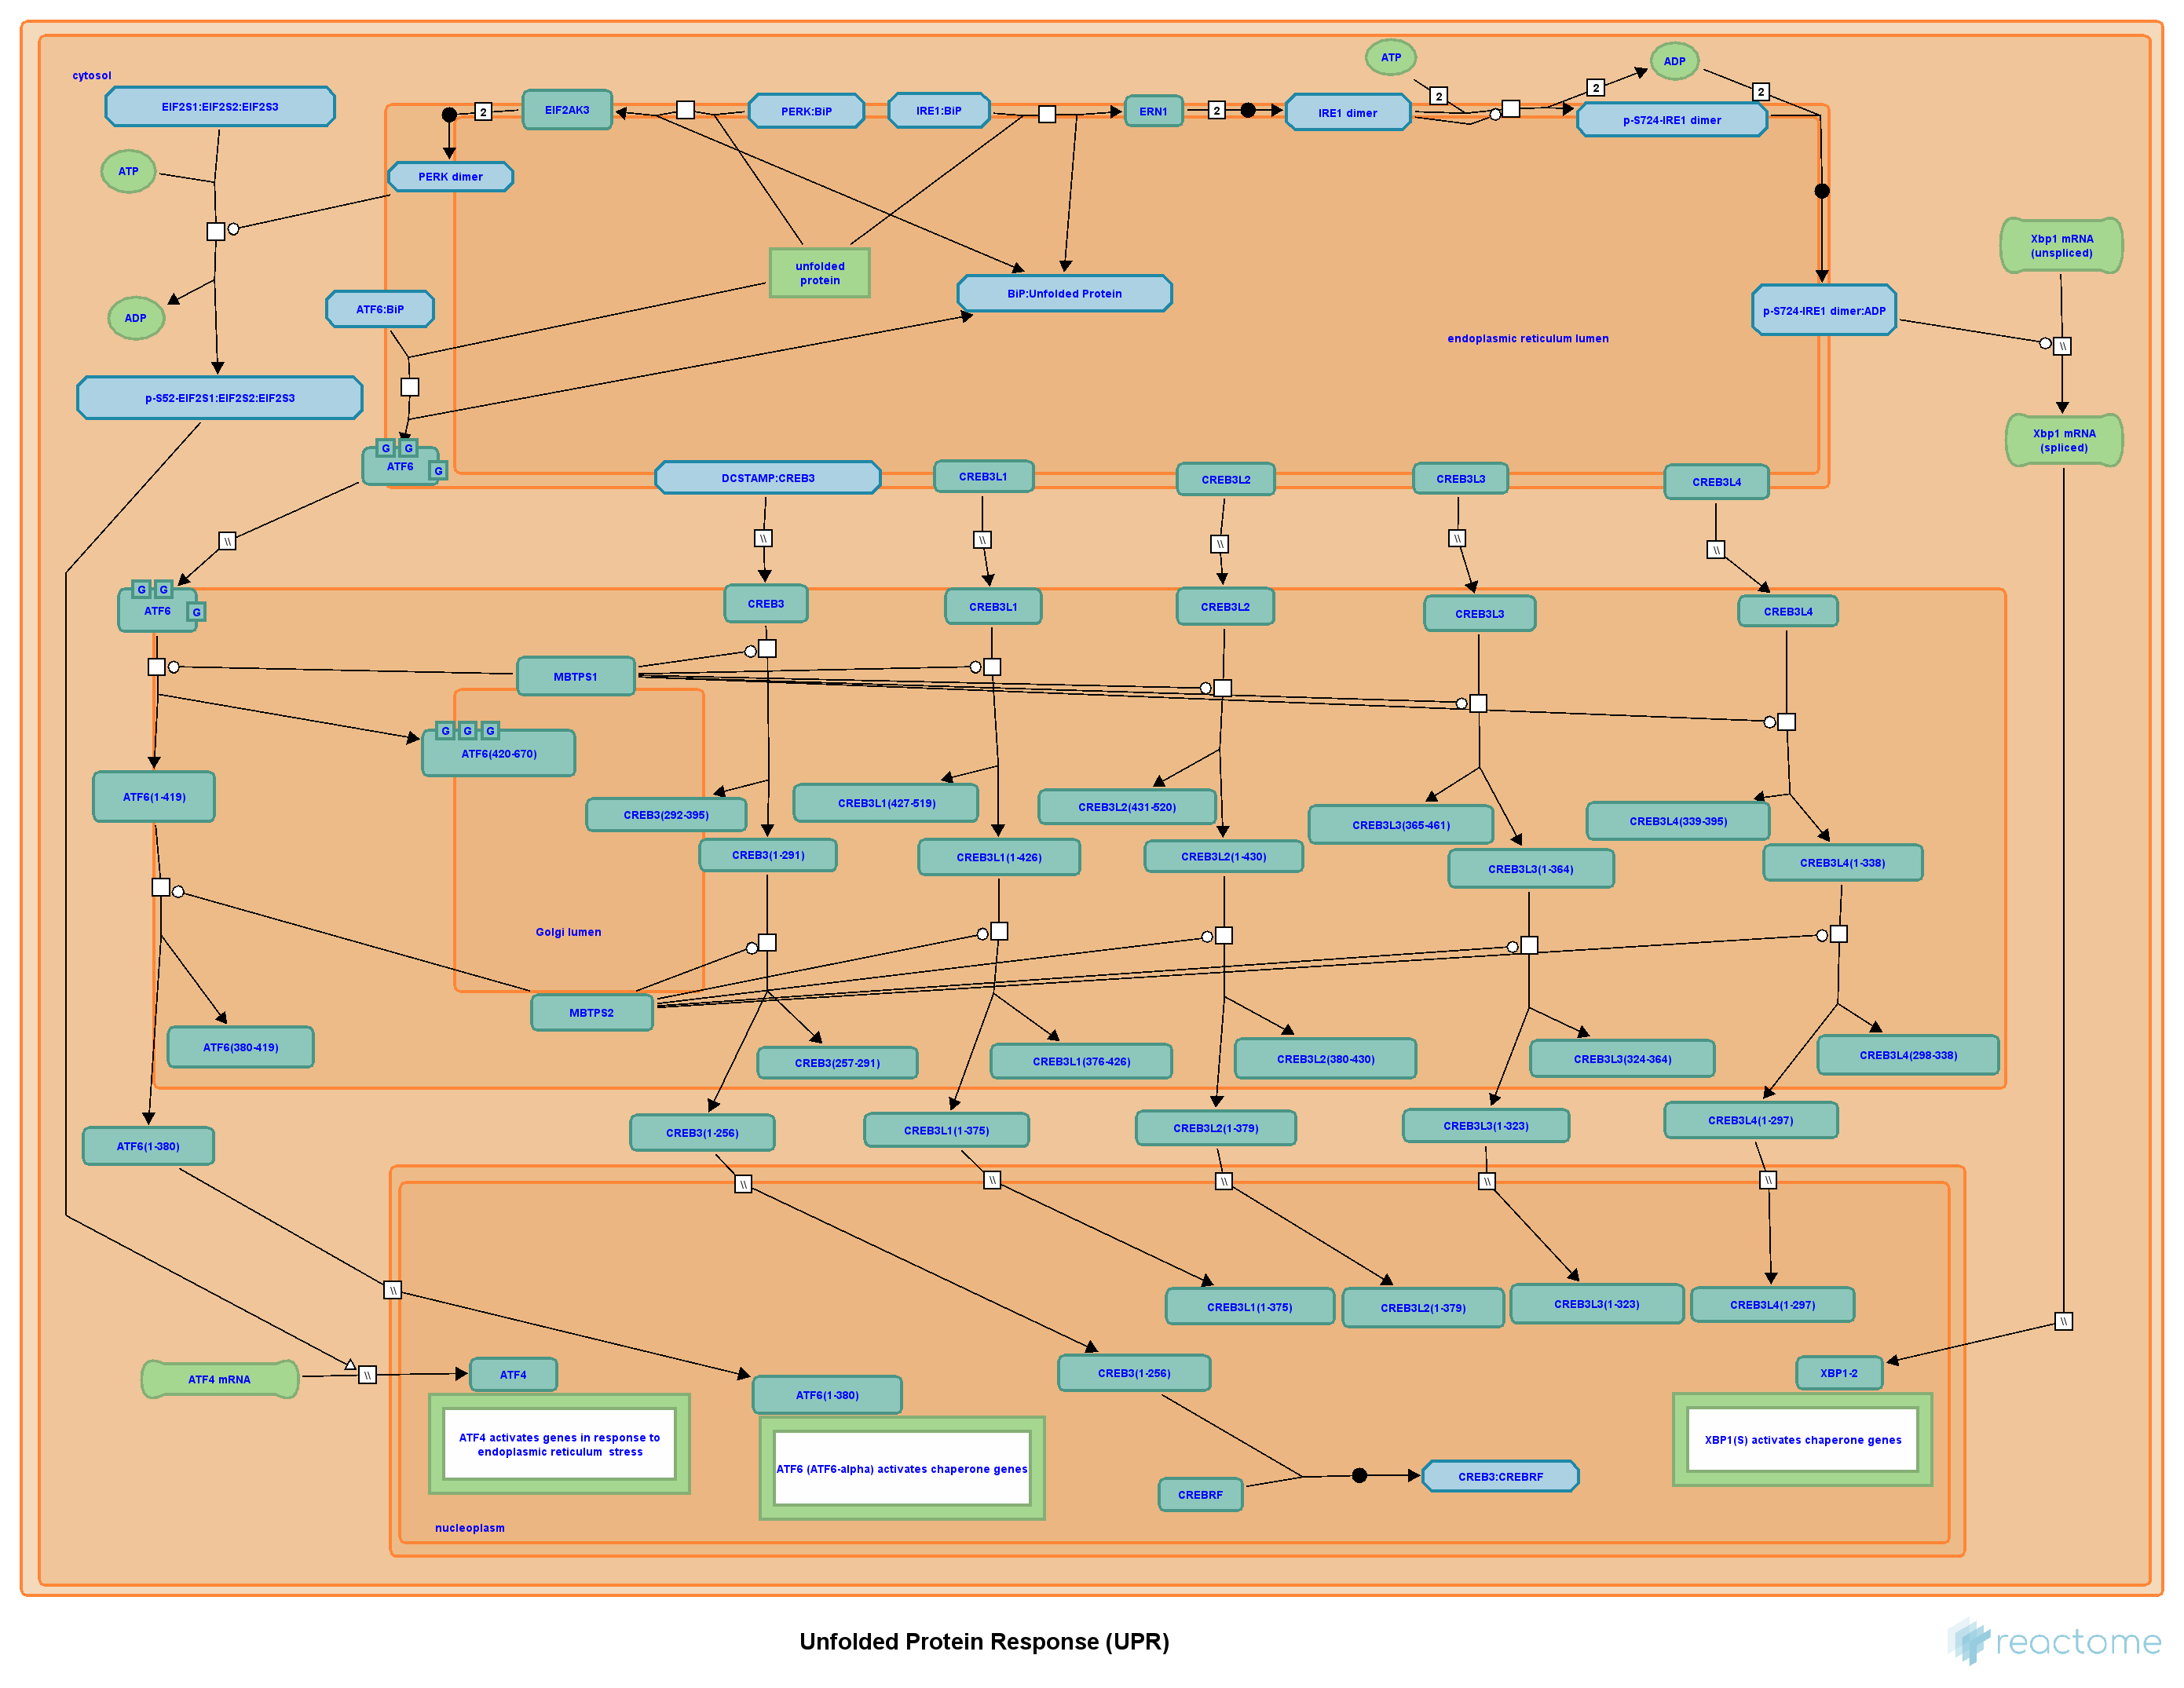 cytosol
EIF2S1:EIF2S2:EIF2S3
ATP
ADP
p-S52-EIF2S1:EIF2S2:EIF2S3
2
EIF2AK3
PERK:BiP
IRE1:BiP
ERN1
2
IRE1 dimer
ATP
2
2
ADP
2
p-S724-IRE1 dimer
PERK dimer
unfolded
protein
BiP:Unfolded Protein
ATF6:BiP
endoplasmic reticulum lumen
p-S724-IRE1 dimer:ADP
Xbp1 mRNA
(unspliced)
\\
Xbp1 mRNA
(spliced)
G
G
G
ATF6
DCSTAMP:CREB3
CREB3L1
CREB3L2
CREB3L3
CREB3L4
\\
\\
\\
\\
\\
\\
G
G
G
ATF6
CREB3
CREB3L1
CREB3L2
CREB3L3
CREB3L4
MBTPS1
G
G
G
ATF6(420-670)
ATF6(1-419)
CREB3(292-395)
CREB3L1(427-519)
CREB3L2(431-520)
CREB3L3(365-461)
CREB3L4(339-395)
CREB3(1-291)
CREB3L1(1-426)
CREB3L2(1-430)
CREB3L3(1-364)
CREB3L4(1-338)
Golgi lumen
MBTPS2
ATF6(380-419)
CREB3(257-291)
CREB3L1(376-426)
CREB3L2(380-430)
CREB3L3(324-364)
CREB3L4(298-338)
ATF6(1-380)
CREB3(1-256)
CREB3L1(1-375)
CREB3L2(1-379)
CREB3L3(1-323)
CREB3L4(1-297)
\\
\\
\\
\\
\\
\\
CREB3L1(1-375)
CREB3L2(1-379)
CREB3L3(1-323)
CREB3L4(1-297)
\\
ATF4 mRNA
\\
ATF4
ATF6(1-380)
CREB3(1-256)
XBP1-2
ATF4 activates genes in response to
endoplasmic reticulum stress
ATF6 (ATF6-alpha) activates chaperone genes
XBP1(S) activates chaperone genes
CREBRF
CREB3:CREBRF
nucleoplasm
Unfolded Protein Response (UPR)
reactome